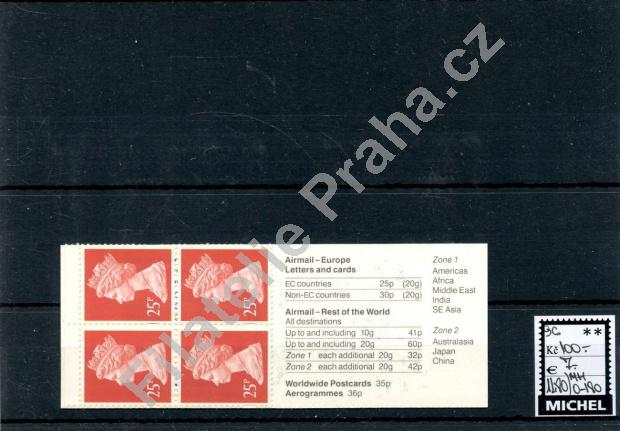 Filatelie Praha.cz
25P 25P
25P 25P
Airmail – Europe
Letters and cards
EC countries 25p (20g)
Non-EC countries 30p (20g)
Airmail – Rest of the World
All destinations
Up to and including 10g 41p
Up to and including 20g 60p
Zone 1 each additional 20g 32p
Zone 2 each additional 20g 42p
Worldwide Postcards 35p
Aerogrammes 36p
Zone 1
Americas
Africa
Middle East
India
SE Asia
Zone 2
Australasia
Japan
China
**
Kč 100.-
€ 7.-
MICHEL